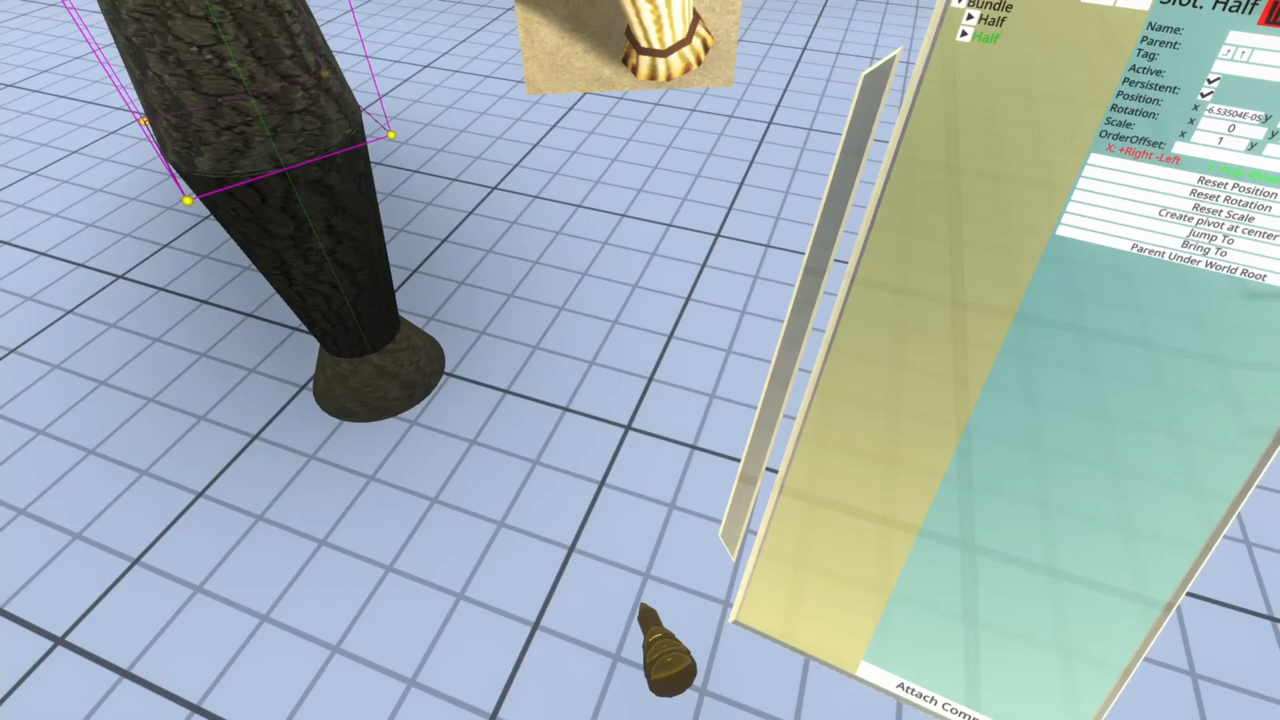 Bundle
Half
Half
Slot: Half
Name:
Parent:
Tag:
Active:
Persistent:
Position: x -6.53504E-05 y
Rotation: x 0 y
Scale: x 1 y
OrderOffset:
X: +Right -Left
Reset Position
Reset Rotation
Reset Scale
Create pivot at center
Jump To
Bring To
Parent Under World Root
Attach Comp